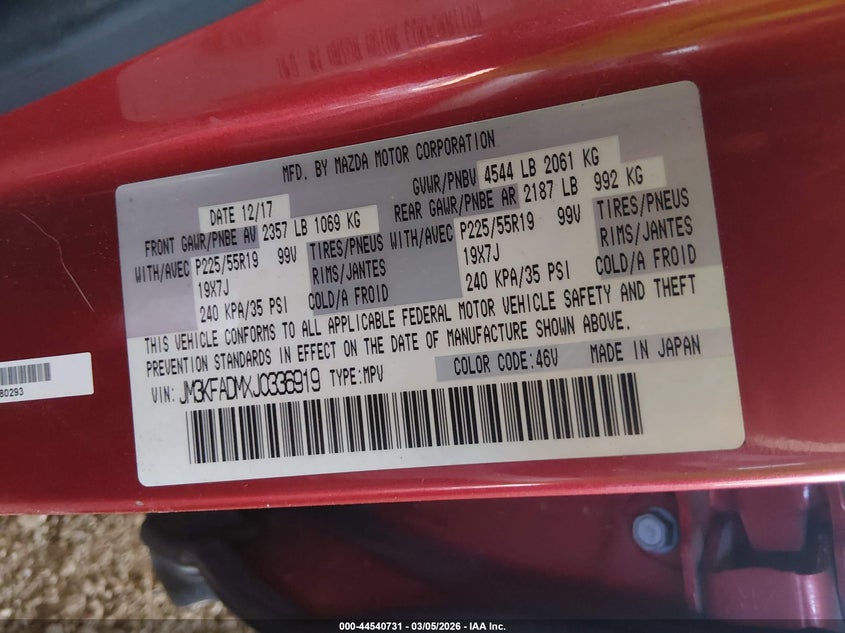 MFD. BY MAZDA MOTOR CORPORATION
DATE 12/17 GVWR/PNBV 4544 LB 2061 KG
FRONT GAWR/PNBE AV 2357 LB 1069 KG REAR GAWR/PNBE AR 2187 LB 992 KG
WITH/AVEC P225/55R19 99V TIRES/PNEUS WITH/AVEC P225/55R19 99V TIRES/PNEUS
19X7J RIMS/JANTES 19X7J RIMS/JANTES
240 KPA/35 PSI COLD/A FROID 240 KPA/35 PSI COLD/A FROID
THIS VEHICLE CONFORMS TO ALL APPLICABLE FEDERAL MOTOR VEHICLE SAFETY AND THEFT
PREVENTION STANDARDS IN EFFECT ON THE DATE OF MANUFACTURE SHOWN ABOVE.
VIN: JM3KFADMXJ0336919 TYPE:MPV COLOR CODE:46V MADE IN JAPAN
80293
000-44540731 - 03/05/2026 - IAA Inc.